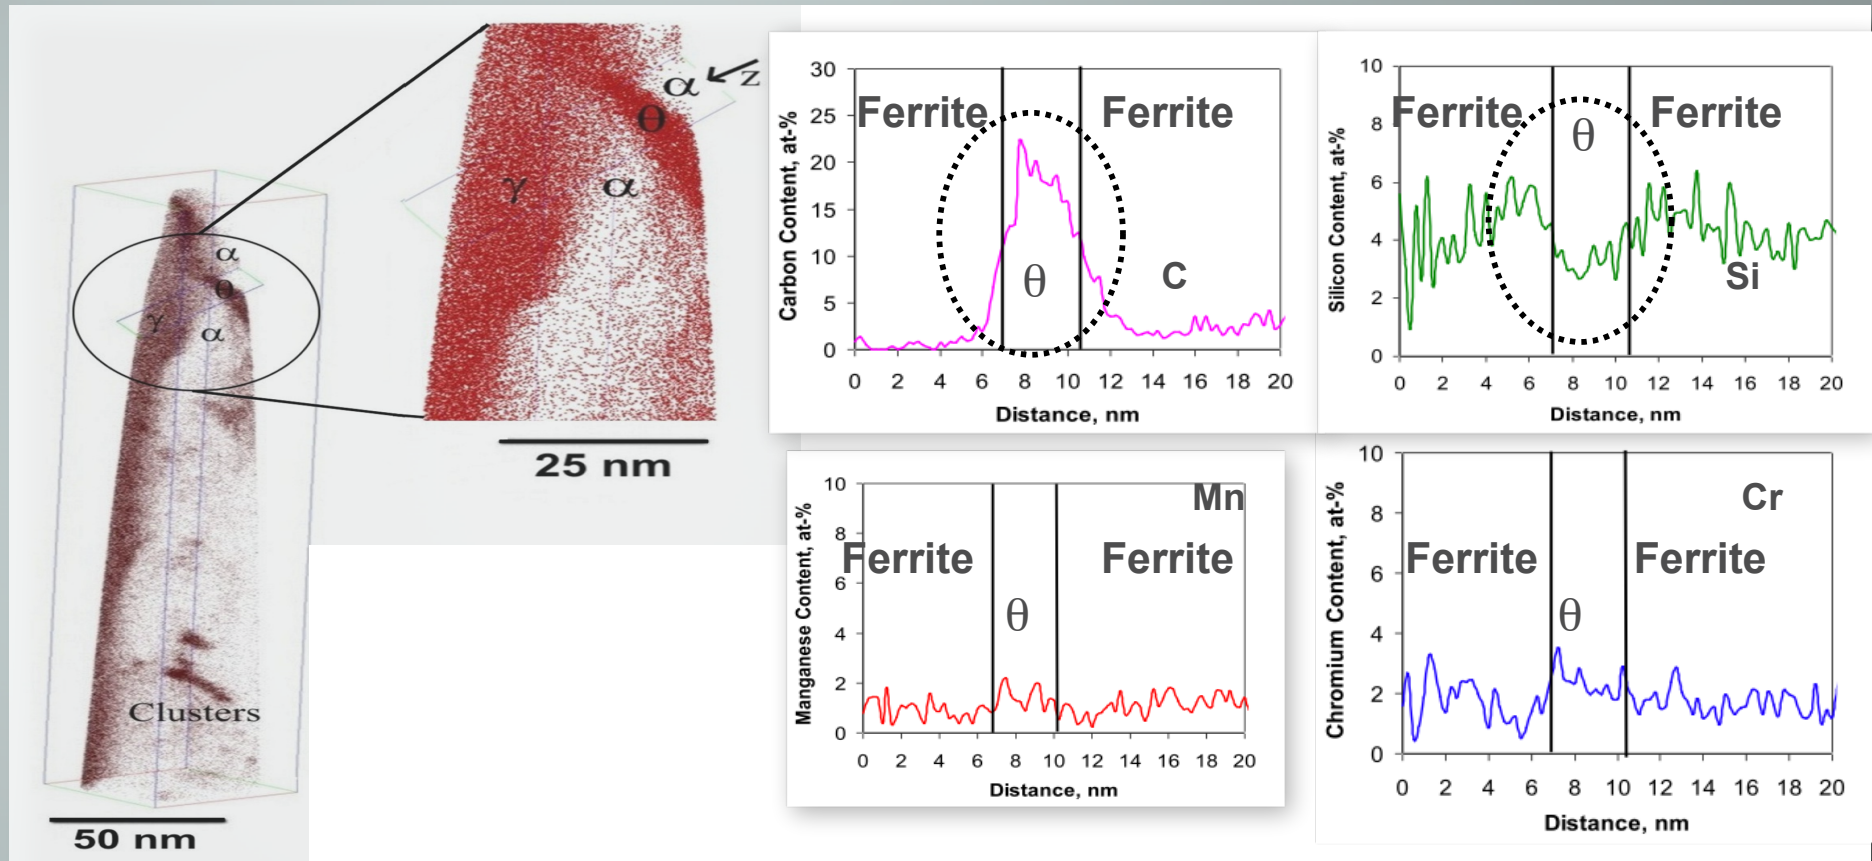 α
θ
γ
α
Clusters
50 nm
α
z
θ
γ
α
25 nm
30
25
20
15
10
5
0
Carbon Content, at-%
Ferrite
Ferrite
θ
C
0 2 4 6 8 10 12 14 16 18 20
Distance, nm
10
8
6
4
2
0
Silicon Content, at-%
Ferrite
θ
Ferrite
Si
0 2 4 6 8 10 12 14 16 18 20
Distance, nm
10
8
6
4
2
0
Manganese Content, at-%
Mn
Ferrite
Ferrite
θ
0 2 4 6 8 10 12 14 16 18 20
Distance, nm
10
8
6
4
2
0
Chromium Content, at-%
Cr
Ferrite
Ferrite
θ
0 2 4 6 8 10 12 14 16 18 20
Distance, nm